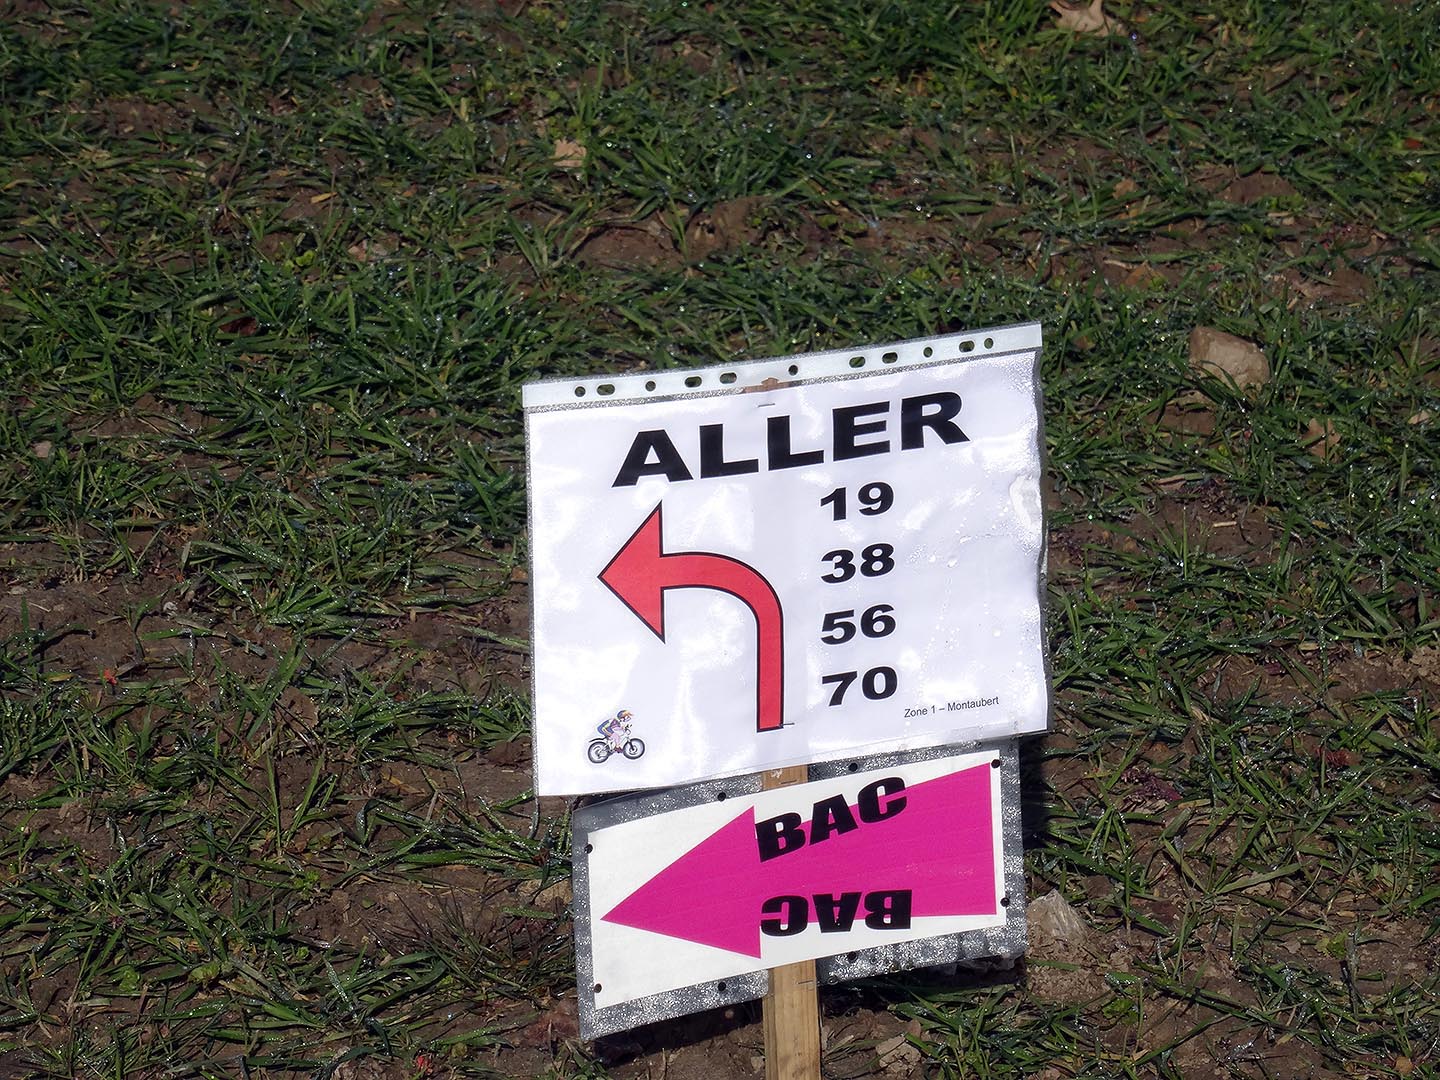 ALLER
19
38
56
70
Zone 1 – Montaubert
BAC
BAC